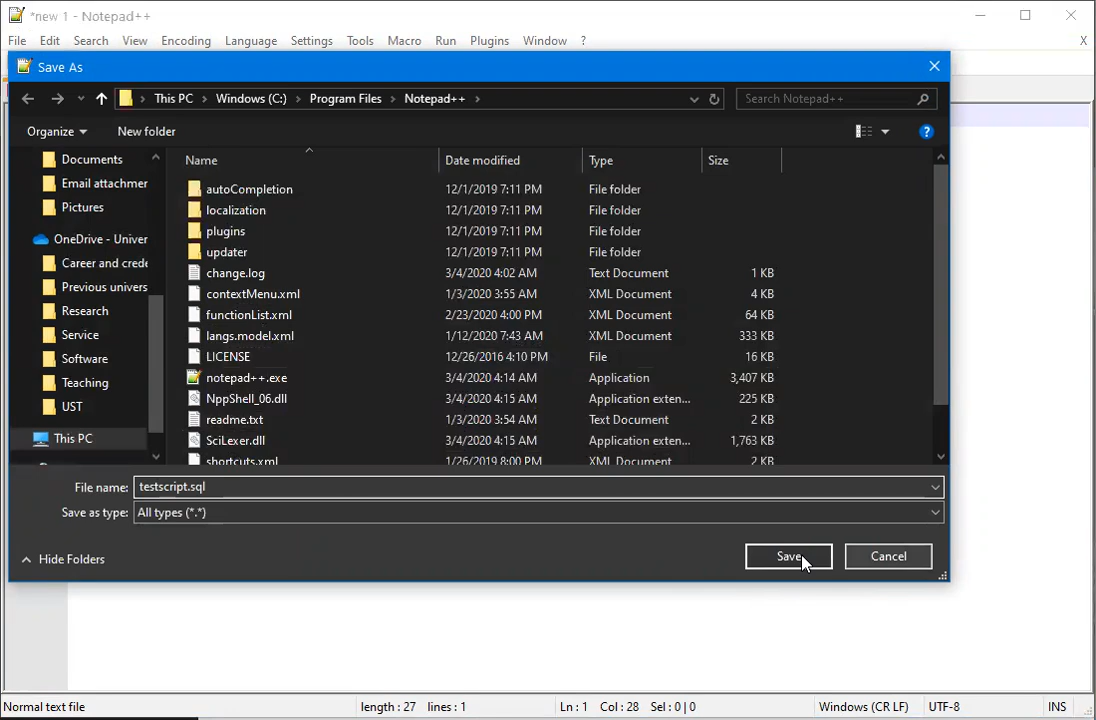 *new 1 - Notepad++
File Edit Search View Encoding Language Settings Tools Macro Run Plugins Window ? X
Save As
This PC > Windows (C:) > Program Files > Notepad++ > Search Notepad++
Organize New folder
Name Date modified Type Size
Documents
Email attachmer
Pictures
OneDrive - Univer
Career and crede
Previous univers
Research
Service
Software
Teaching
UST
This PC
autoCompletion 12/1/2019 7:11 PM File folder
localization 12/1/2019 7:11 PM File folder
plugins 12/1/2019 7:11 PM File folder
updater 12/1/2019 7:11 PM File folder
change.log 3/4/2020 4:02 AM Text Document 1 KB
contextMenu.xml 1/3/2020 3:55 AM XML Document 4 KB
functionList.xml 2/23/2020 4:00 PM XML Document 64 KB
langs.model.xml 1/12/2020 7:43 AM XML Document 333 KB
LICENSE 12/26/2016 4:10 PM File 16 KB
notepad++.exe 3/4/2020 4:14 AM Application 3,407 KB
NppShell_06.dll 3/4/2020 4:15 AM Application exten... 225 KB
readme.txt 1/3/2020 3:54 AM Text Document 2 KB
SciLexer.dll 3/4/2020 4:15 AM Application exten... 1,763 KB
shortcuts.xml 1/26/2019 8:00 PM XML Document 2 KB
File name: testscript.sql
Save as type: All types (*.*)
Hide Folders Save Cancel
Normal text file length : 27 lines : 1 Ln : 1 Col : 28 Sel : 0 | 0 Windows (CR LF) UTF-8 INS